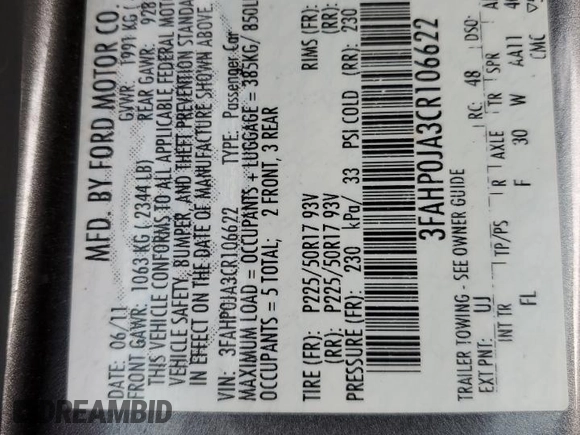 MFD. BY FORD MOTOR CO.
DATE: 06/11 GVWR: 1991 KG (
FRONT GAWR: 1063 KG ( 2344 LB) REAR GAWR: 928
THIS VEHICLE CONFORMS TO ALL APPLICABLE FEDERAL MOTOR
VEHICLE SAFETY, BUMPER, AND THEFT PREVENTION STANDA
IN EFFECT ON THE DATE OF MANUFACTURE SHOWN ABOVE.
VIN: 3FAHP0JA3CR106622 TYPE: Passenger Car
MAXIMUM LOAD = OCCUPANTS + LUGGAGE = 385KG/850L
OCCUPANTS = 5 TOTAL; 2 FRONT, 3 REAR
TIRE (FR): P225/50R17 93V RIMS (FR):
(RR): P225/50R17 93V (RR):
PRESSURE (FR): 230 kPa/ 33 PSI COLD (RR): 230
3FAHP0JA3CR106622
TRAILER TOWING - SEE OWNER GUIDE
EXT PNT: UJ RC: 48 DSO:
INT TR TP/PS R AXLE TR SPR A
FL F 30 W AA11 4
CMC
DREAMBID